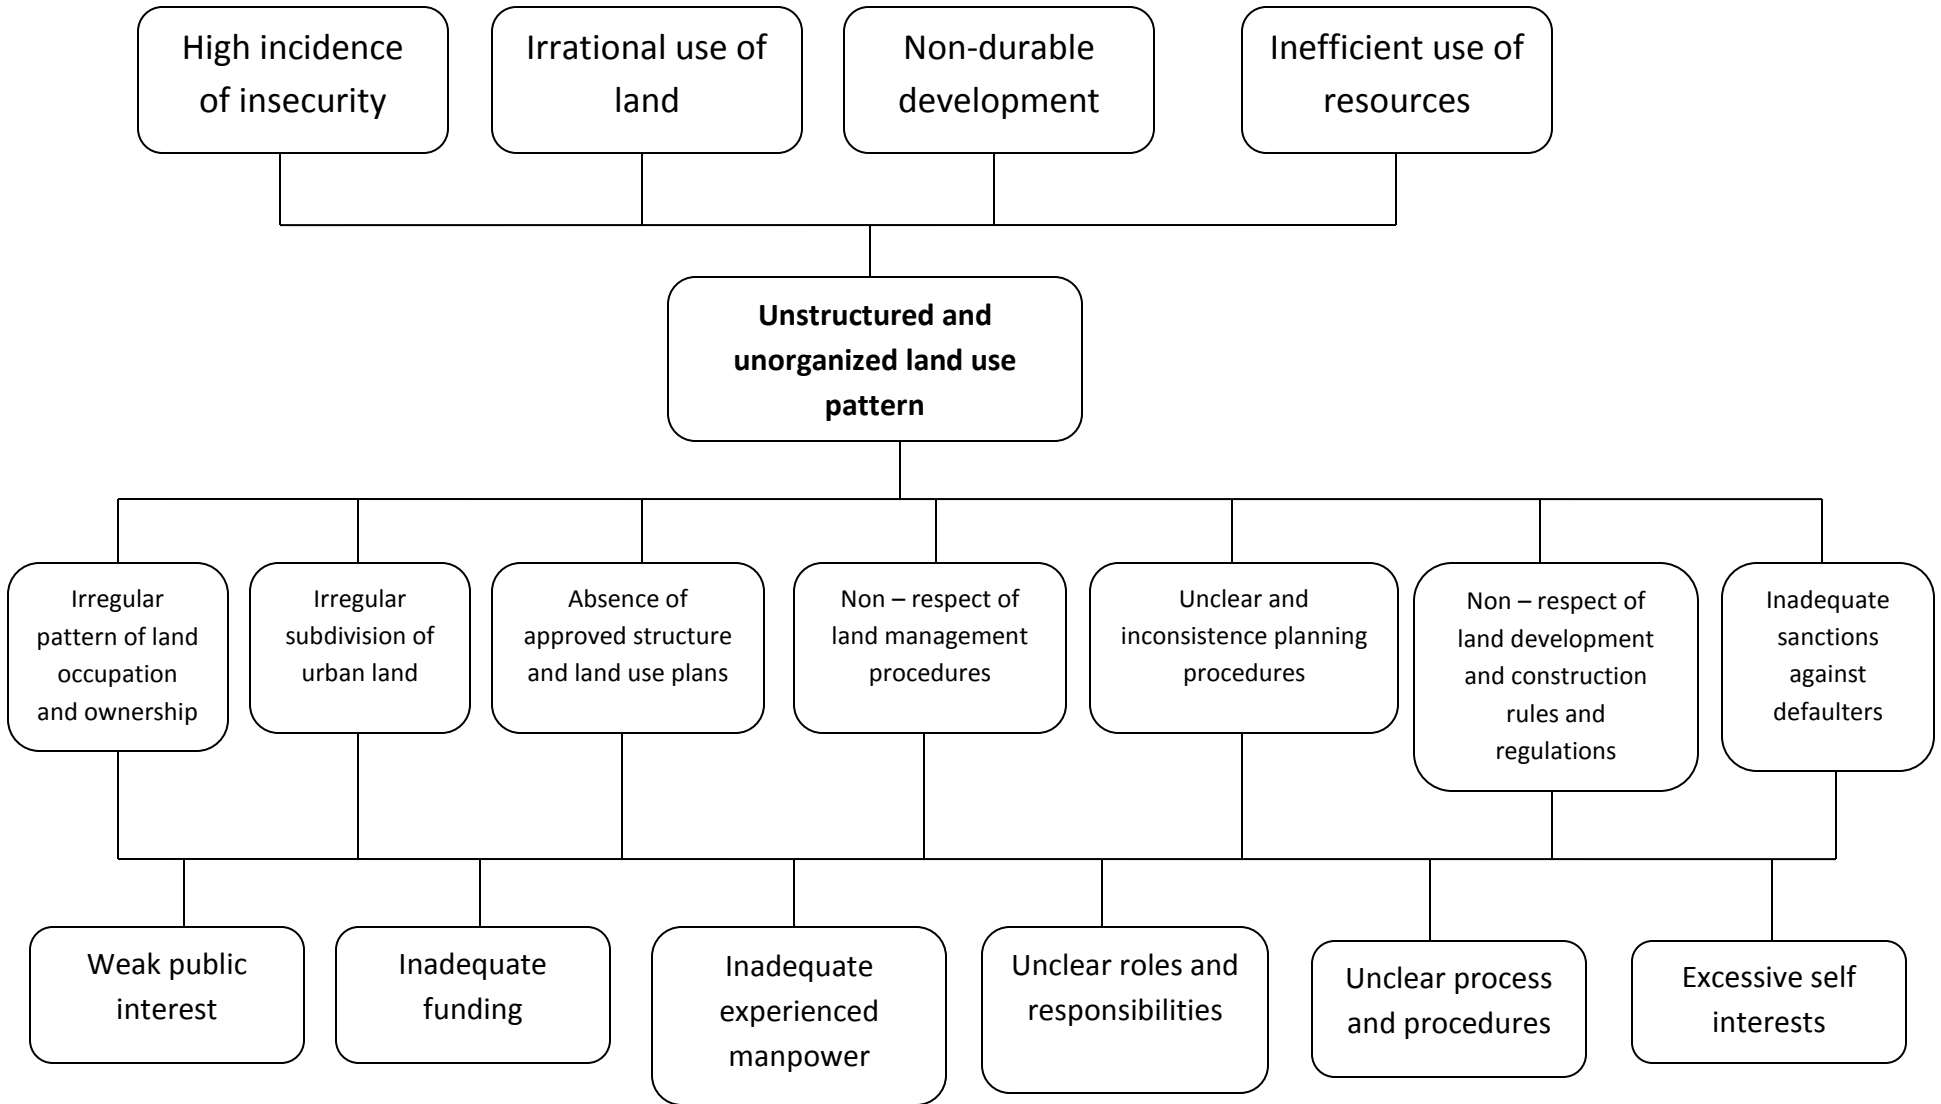 High incidence
of insecurity
Irrational use of
land
Non-durable
development
Inefficient use of
resources
Unstructured and
unorganized land use
pattern
Irregular
pattern of land
occupation
and ownership
Irregular
subdivision of
urban land
Absence of
approved structure
and land use plans
Non – respect of
land management
procedures
Unclear and
inconsistence planning
procedures
Non – respect of
land development
and construction
rules and
regulations
Inadequate
sanctions
against
defaulters
Weak public
interest
Inadequate
funding
Inadequate
experienced
manpower
Unclear roles and
responsibilities
Unclear process
and procedures
Excessive self
interests